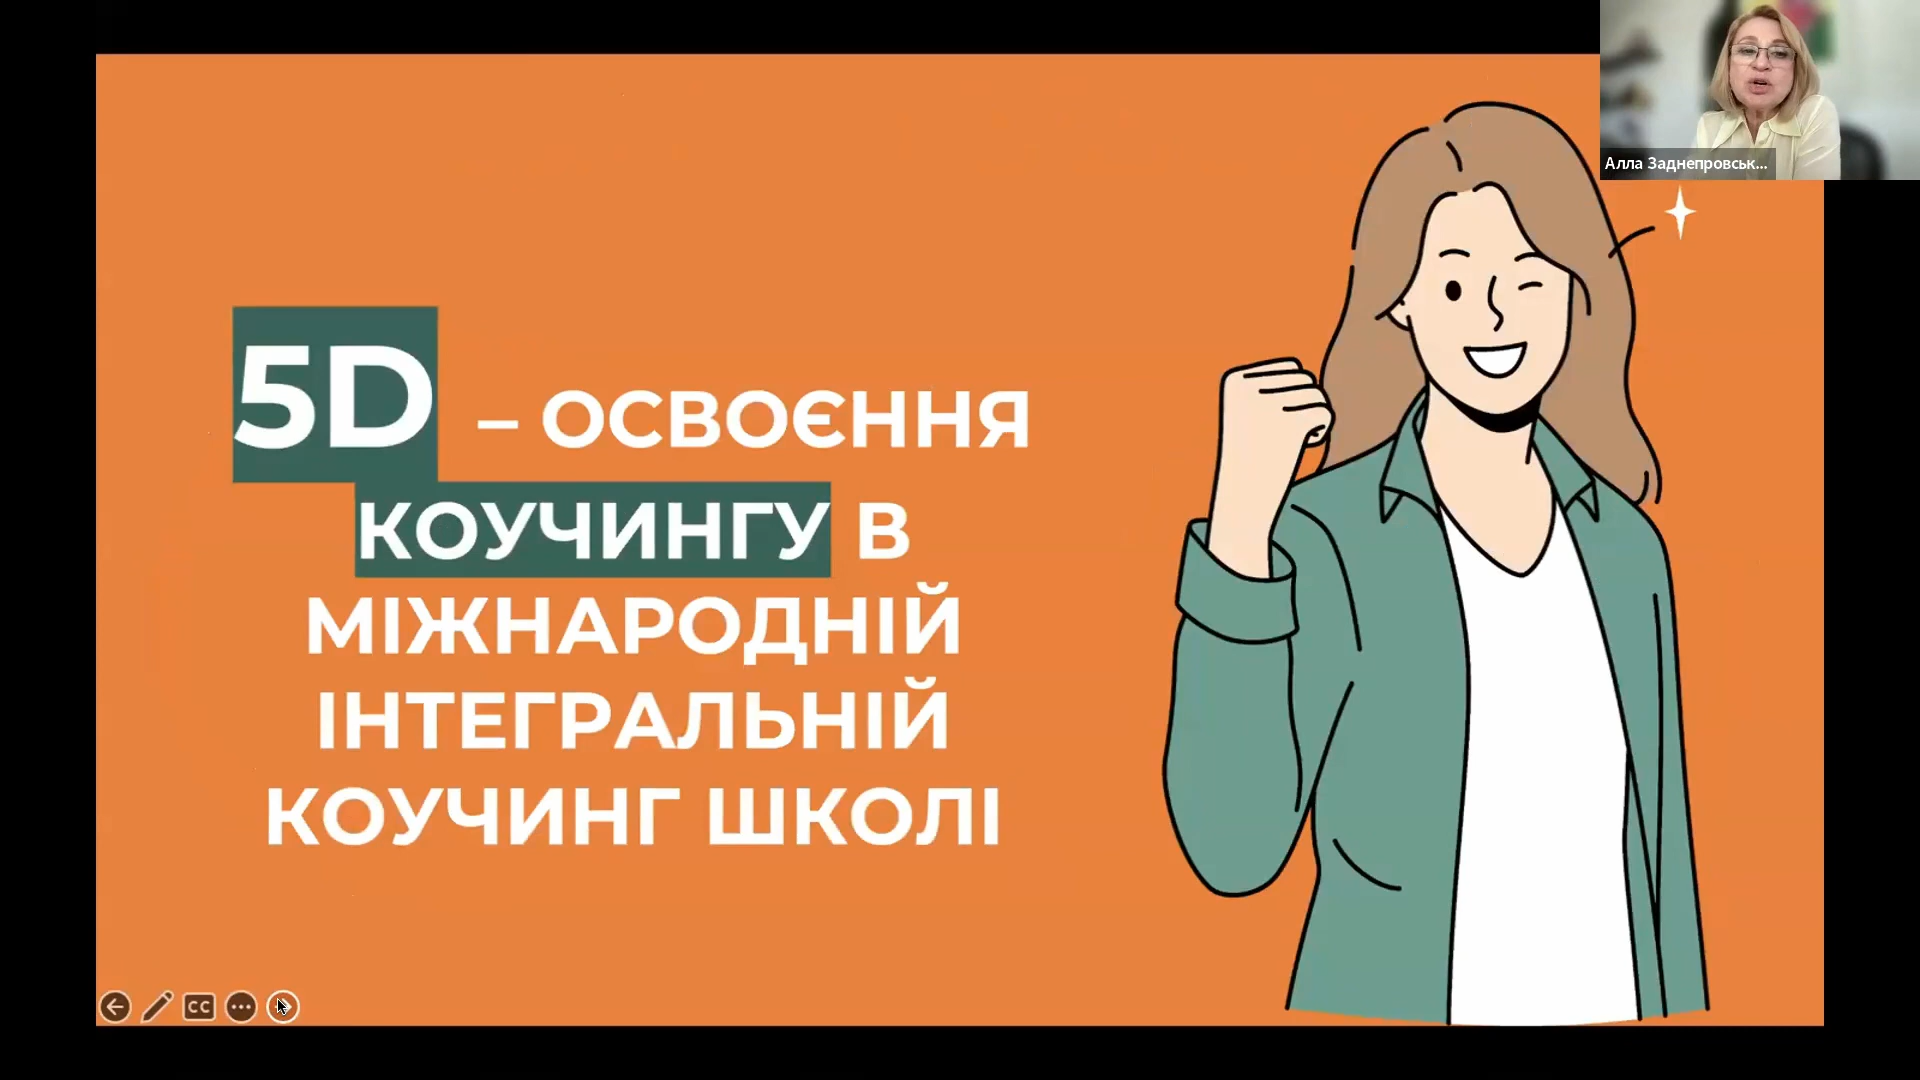 Алла Заднепровськ...
5D – ОСВОЄННЯ
КОУЧИНГУ В
МІЖНАРОДНІЙ
ІНТЕГРАЛЬНІЙ
КОУЧИНГ ШКОЛІ
CC